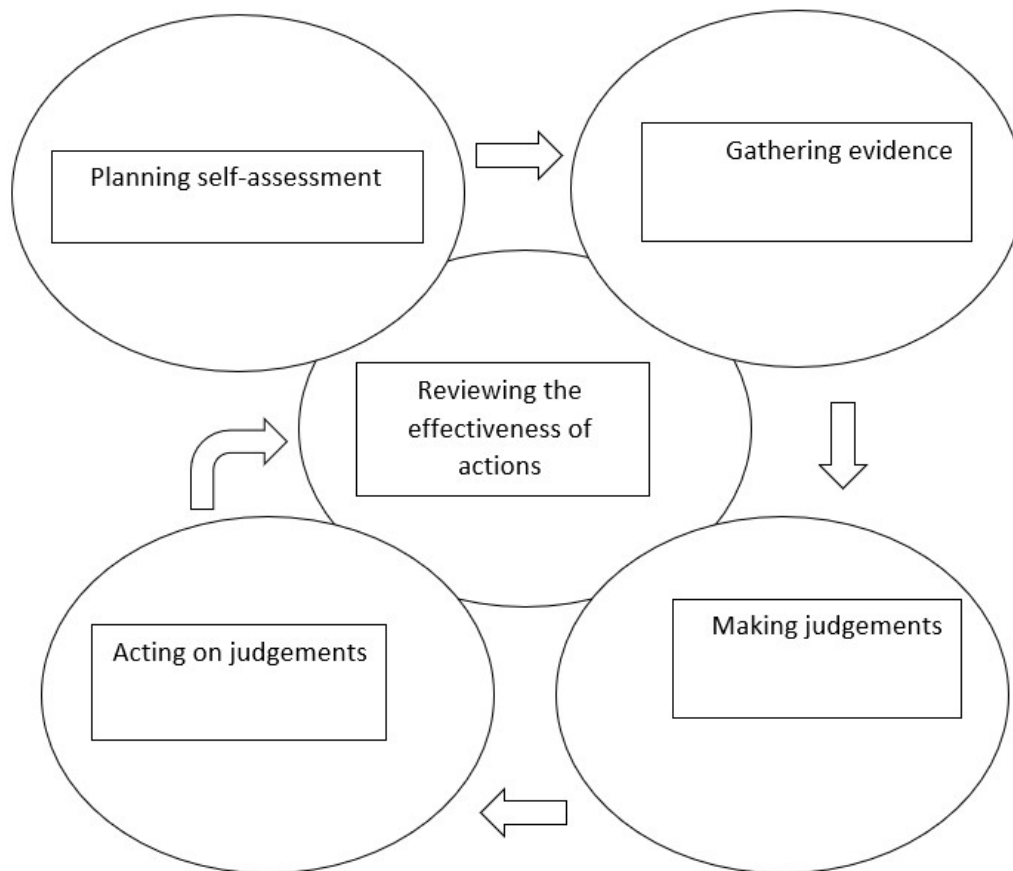 Planning self-assessment
Gathering evidence
Reviewing the
effectiveness of
actions
Making judgements
Acting on judgements